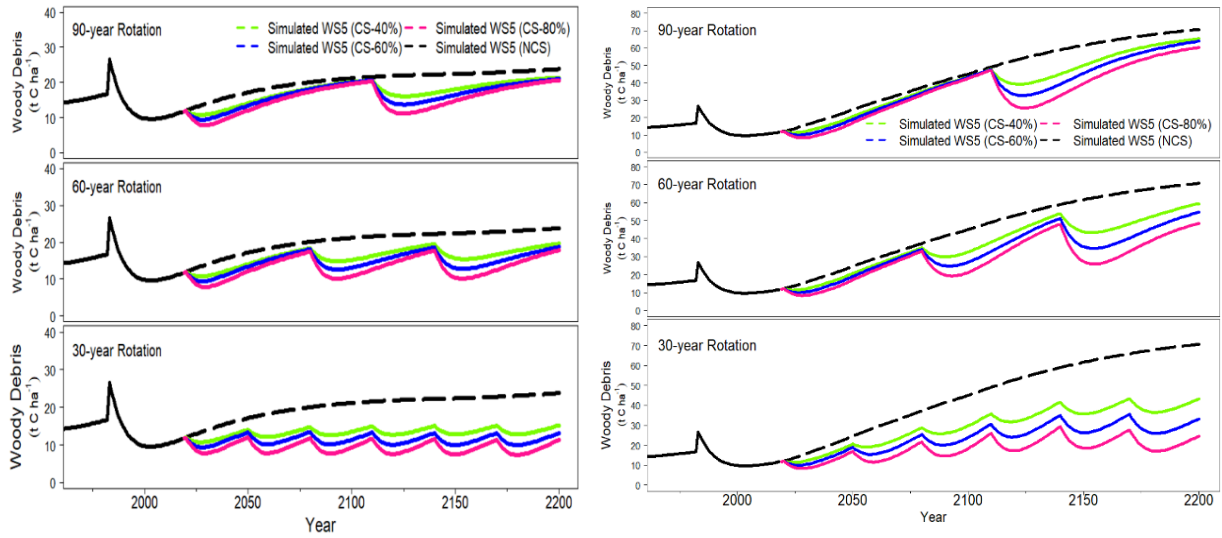 90-year Rotation
Simulated WS5 (CS-40%)
Simulated WS5 (CS-80%)
Simulated WS5 (CS-60%)
Simulated WS5 (NCS)
Woody Debris
(t C ha⁻¹)
40
30
20
10
0
60-year Rotation
Woody Debris
(t C ha⁻¹)
40
30
20
10
0
30-year Rotation
Woody Debris
(t C ha⁻¹)
40
30
20
10
0
2000
2050
2100
2150
2200
Year
90-year Rotation
Woody Debris
(t C ha⁻¹)
80
70
60
50
40
30
20
10
0
Simulated WS5 (CS-40%)
Simulated WS5 (CS-80%)
Simulated WS5 (CS-60%)
Simulated WS5 (NCS)
60-year Rotation
Woody Debris
(t C ha⁻¹)
80
70
60
50
40
30
20
10
0
30-year Rotation
Woody Debris
(t C ha⁻¹)
80
70
60
50
40
30
20
10
0
2000
2050
2100
2150
2200
Year